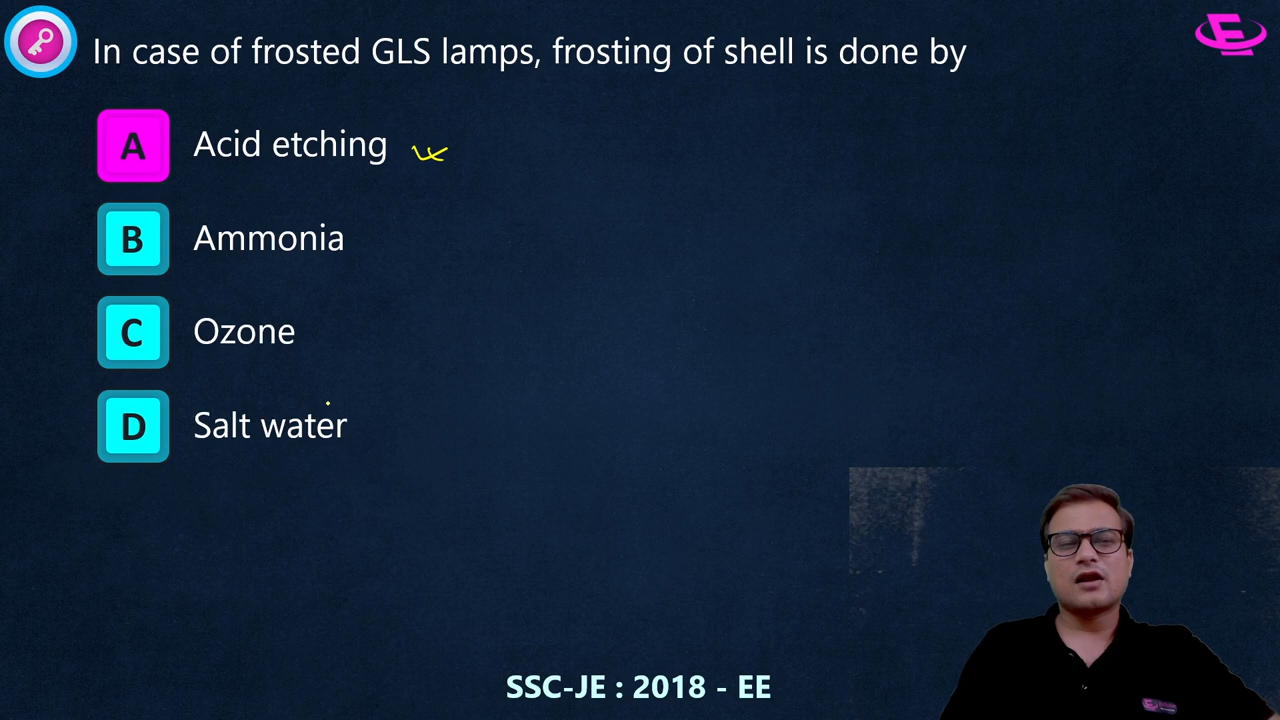 In case of frosted GLS lamps, frosting of shell is done by
A Acid etching
B Ammonia
C Ozone
D Salt water
SSC-JE : 2018 - EE